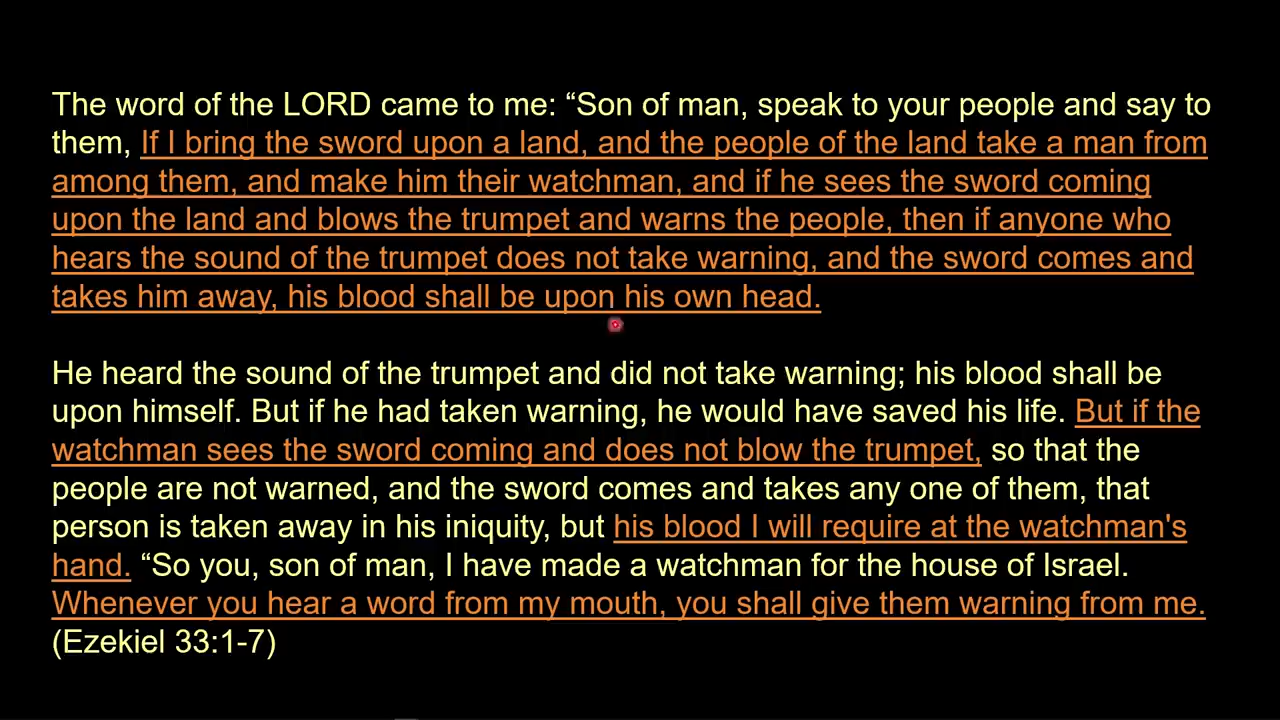 The word of the LORD came to me: “Son of man, speak to your people and say to
them, If I bring the sword upon a land, and the people of the land take a man from
among them, and make him their watchman, and if he sees the sword coming
upon the land and blows the trumpet and warns the people, then if anyone who
hears the sound of the trumpet does not take warning, and the sword comes and
takes him away, his blood shall be upon his own head.
He heard the sound of the trumpet and did not take warning; his blood shall be
upon himself. But if he had taken warning, he would have saved his life. But if the
watchman sees the sword coming and does not blow the trumpet, so that the
people are not warned, and the sword comes and takes any one of them, that
person is taken away in his iniquity, but his blood I will require at the watchman's
hand. “So you, son of man, I have made a watchman for the house of Israel.
Whenever you hear a word from my mouth, you shall give them warning from me.
(Ezekiel 33:1-7)